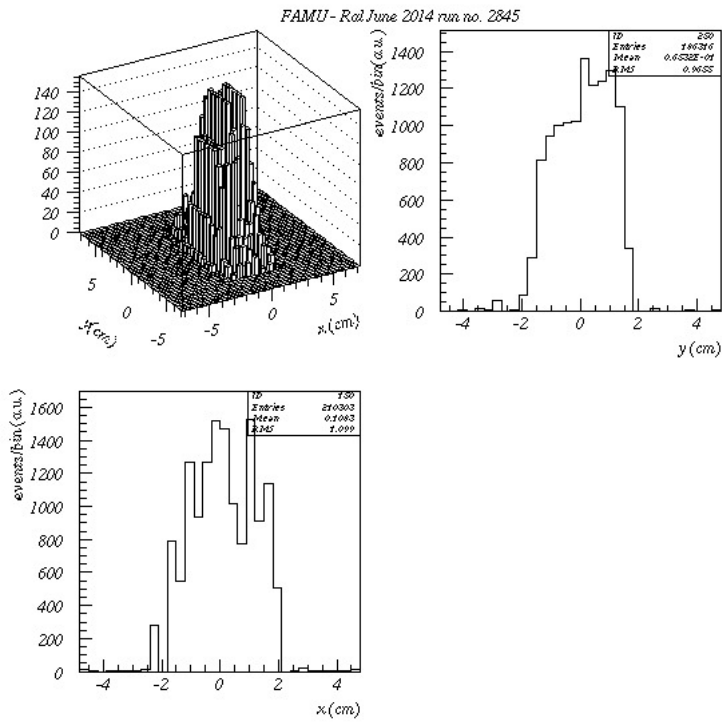 FAMU - Ral June 2014 run no. 2845
140
120
100
80
60
40
20
0
5
0
-5
y(cm)
-5
0
5
x(cm)
events/bin(a.u.)
1400
1200
1000
800
600
400
200
0
-4
-2
0
2
4
y(cm)
ID 250
Entries 186316
Mean 0.6532E-01
RMS 0.9655
events/bin(a.u.)
1600
1400
1200
1000
800
600
400
200
0
-4
-2
0
2
4
x(cm)
ID 150
Entries 210303
Mean 0.1083
RMS 1.099